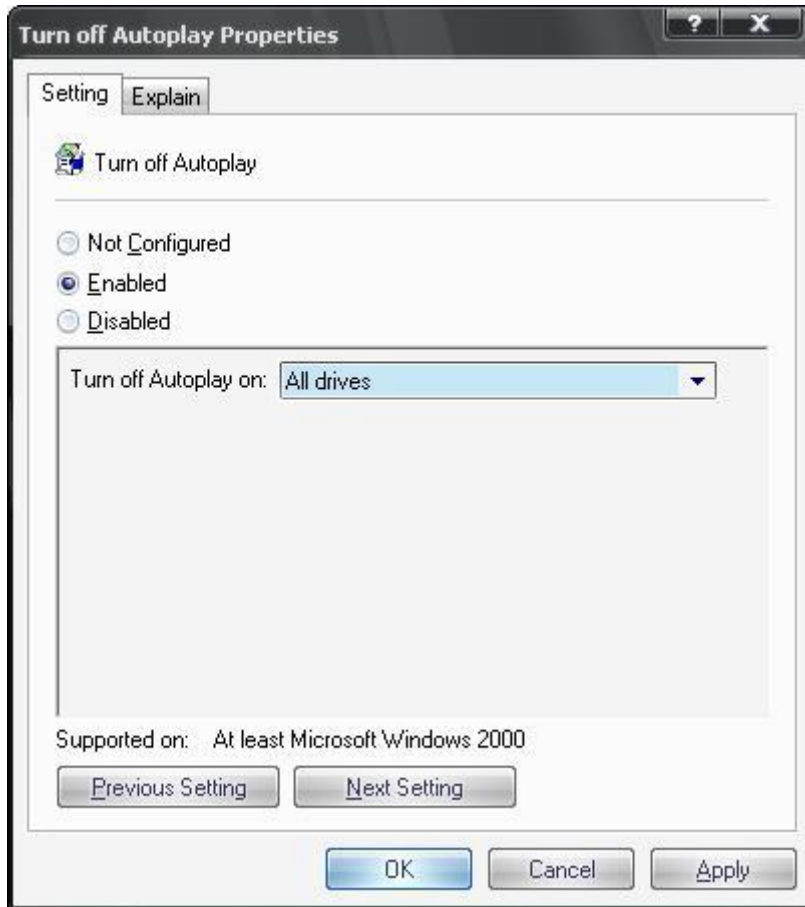 Turn off Autoplay Properties
? X
Setting Explain
Turn off Autoplay
Not Configured
Enabled
Disabled
Turn off Autoplay on: All drives
Supported on: At least Microsoft Windows 2000
Previous Setting Next Setting
OK Cancel Apply